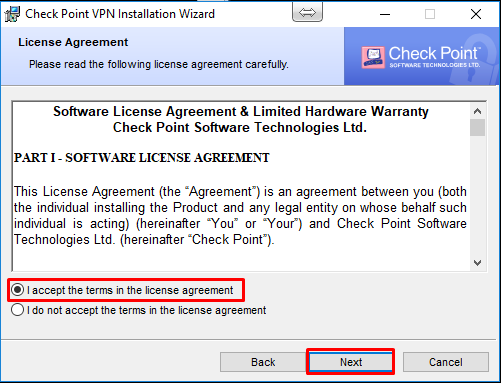 Check Point VPN Installation Wizard
License Agreement
Please read the following license agreement carefully.
Check Point™
SOFTWARE TECHNOLOGIES LTD.
Software License Agreement & Limited Hardware Warranty
Check Point Software Technologies Ltd.
PART I - SOFTWARE LICENSE AGREEMENT
This License Agreement (the “Agreement”) is an agreement between you (both
the individual installing the Product and any legal entity on whose behalf such
individual is acting) (hereinafter “You” or “Your”) and Check Point Software
Technologies Ltd. (hereinafter “Check Point”).
I accept the terms in the license agreement
I do not accept the terms in the license agreement
Back Next Cancel